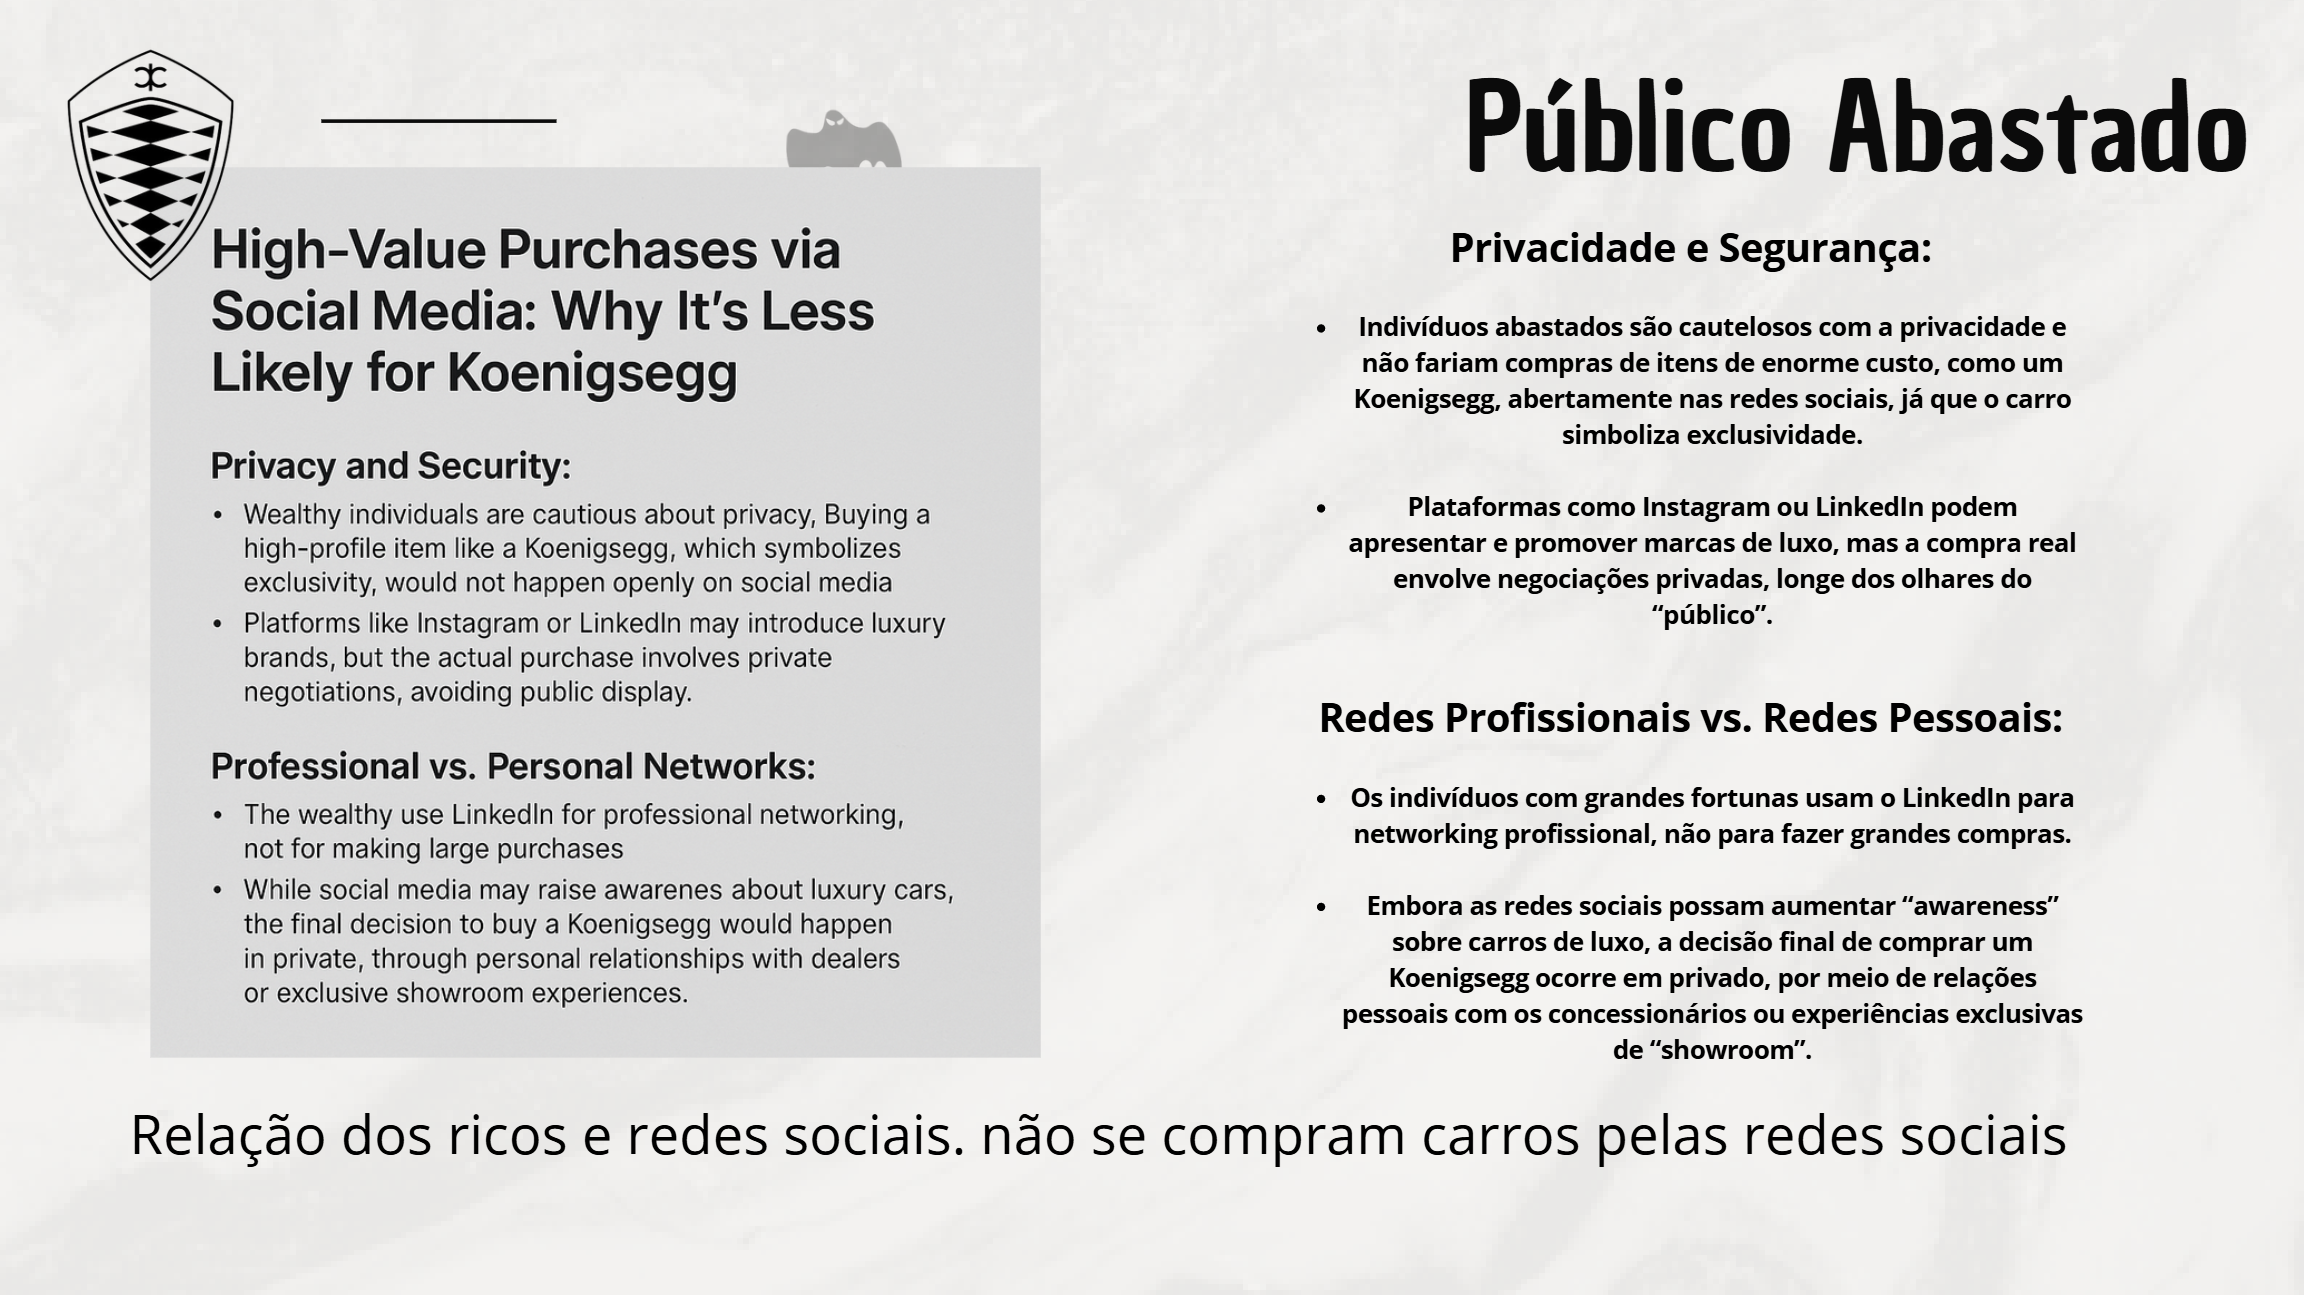 High-Value Purchases via
Social Media: Why It's Less
Likely for Koenigsegg
Privacy and Security:
• Wealthy individuals are cautious about privacy, Buying a
high-profile item like a Koenigsegg, which symbolizes
exclusivity, would not happen openly on social media
• Platforms like Instagram or LinkedIn may introduce luxury
brands, but the actual purchase involves private
negotiations, avoiding public display.
Professional vs. Personal Networks:
• The wealthy use LinkedIn for professional networking,
not for making large purchases
• While social media may raise awarenes about luxury cars,
the final decision to buy a Koenigsegg would happen
in private, through personal relationships with dealers
or exclusive showroom experiences.
Público Abastado
Privacidade e Segurança:
• Indivíduos abastados são cautelosos com a privacidade e
não fariam compras de itens de enorme custo, como um
Koenigsegg, abertamente nas redes sociais, já que o carro
simboliza exclusividade.
• Plataformas como Instagram ou LinkedIn podem
apresentar e promover marcas de luxo, mas a compra real
envolve negociações privadas, longe dos olhares do
“público”.
Redes Profissionais vs. Redes Pessoais:
• Os indivíduos com grandes fortunas usam o LinkedIn para
networking profissional, não para fazer grandes compras.
• Embora as redes sociais possam aumentar “awareness”
sobre carros de luxo, a decisão final de comprar um
Koenigsegg ocorre em privado, por meio de relações
pessoais com os concessionários ou experiências exclusivas
de “showroom”.
Relação dos ricos e redes sociais. não se compram carros pelas redes sociais